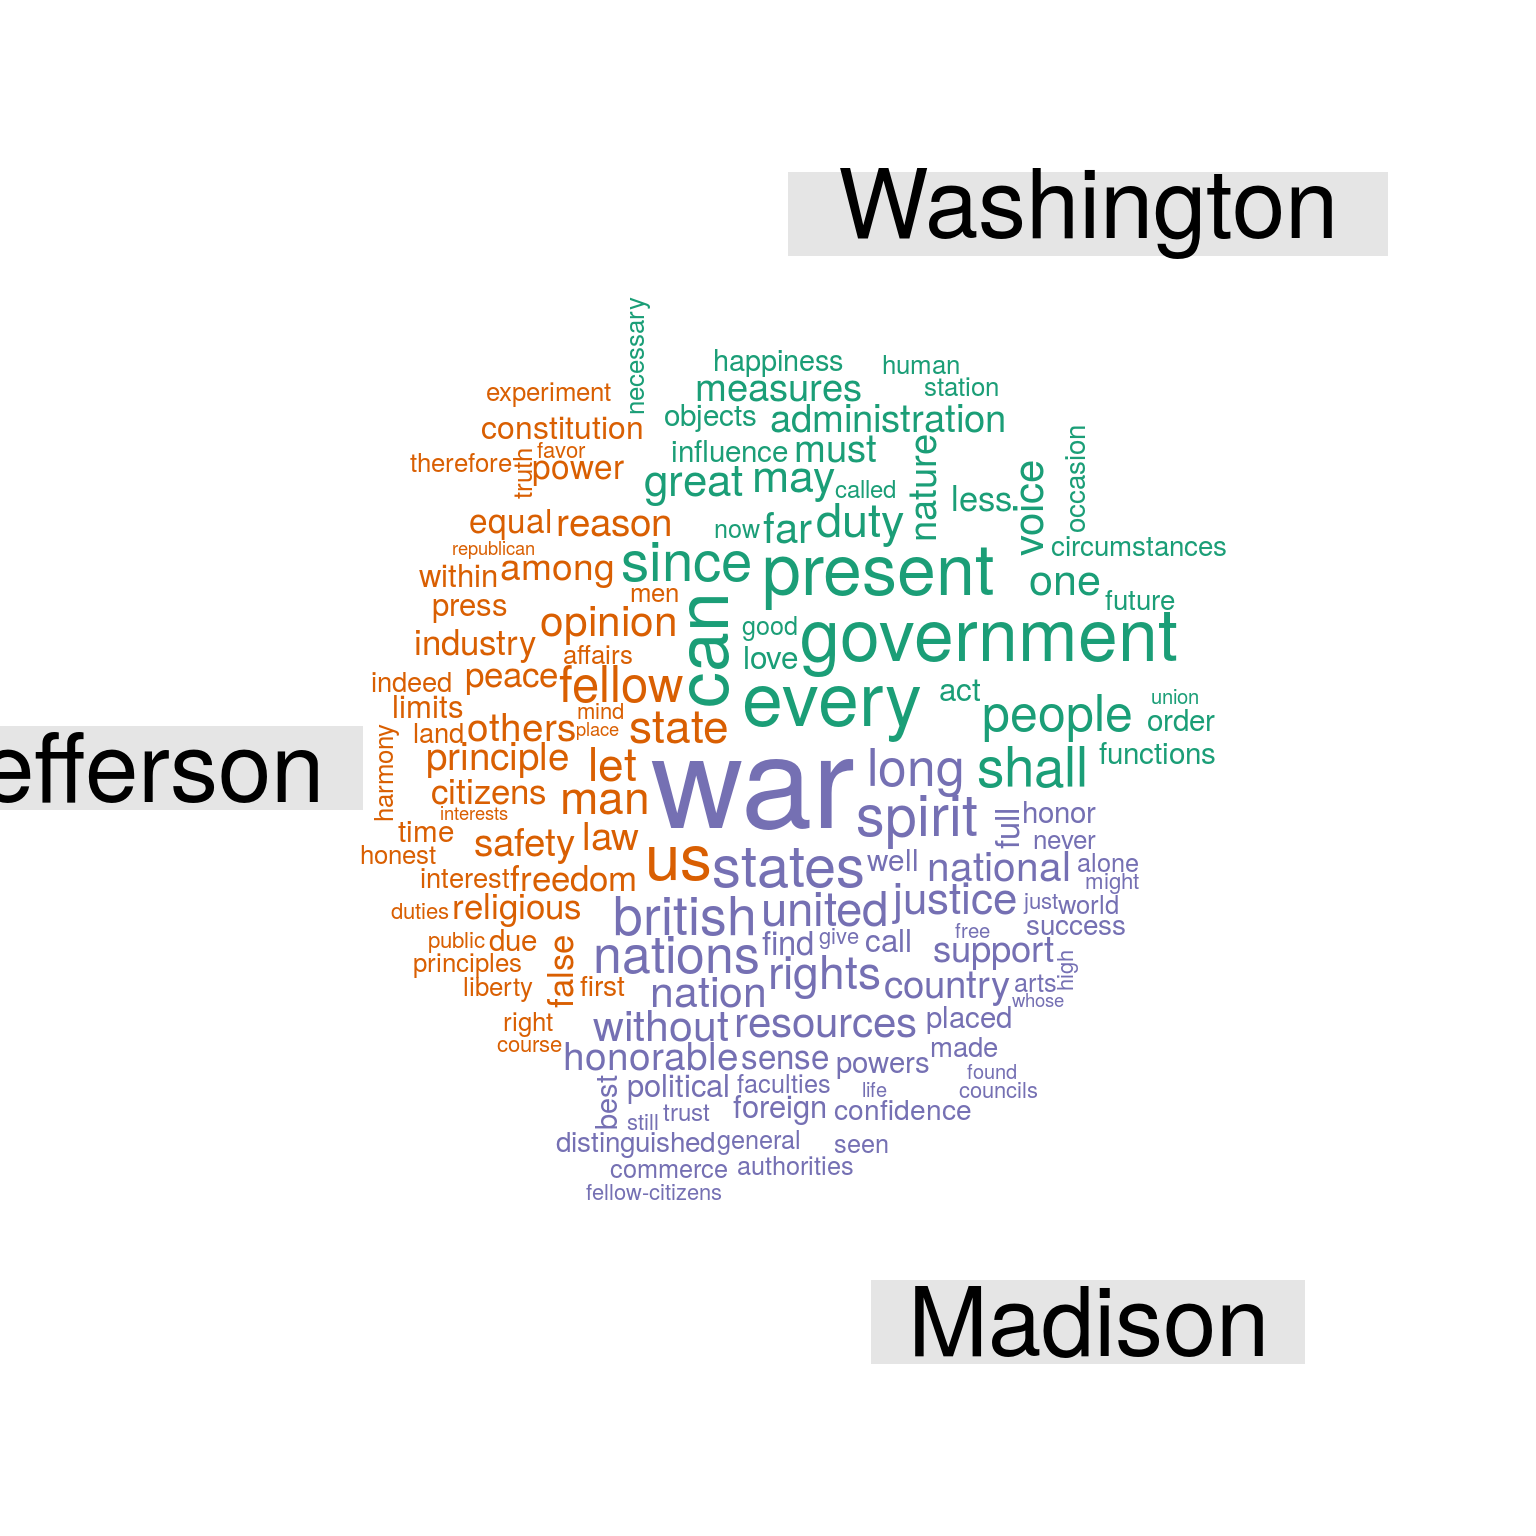 Washington
necessary
happiness human
experiment measures station
constitution objects administration
therefore truth favor power influence must nature voice occasion
great may called less
equal reason now far duty
republican since present circumstances
within among men can one future
press opinion good government
industry affairs love
indeed peace fellow every act union
limits mind people order
harmony land others place state
efferson
principle let war long shall functions
citizens man spirit full honor
interests
time safety law never
honest us states well national alone
interest freedom might
duties religious british united justice just world
public due false nations find give call free success
principles support high
liberty first nation rights country arts
whose
right without resources placed
course honorable sense powers made
best political faculties life found
councils
still trust foreign confidence
distinguished general seen
commerce authorities
fellow-citizens
Madison